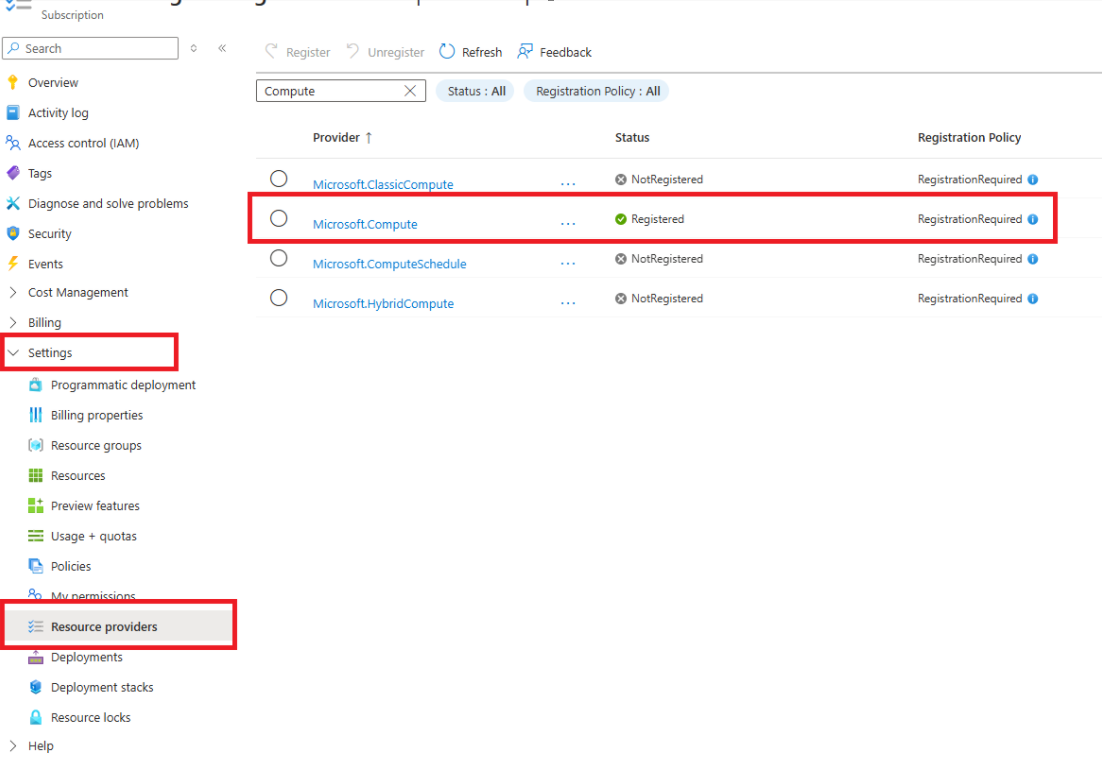 Subscription
Search
Register Unregister Refresh Feedback
Overview
Activity log
Access control (IAM)
Tags
Diagnose and solve problems
Security
Events
Cost Management
Billing
Settings
Programmatic deployment
Billing properties
Resource groups
Resources
Preview features
Usage + quotas
Policies
My permissions
Resource providers
Deployments
Deployment stacks
Resource locks
Help
Compute Status : All Registration Policy : All
Provider ↑ Status Registration Policy
Microsoft.ClassicCompute ... NotRegistered RegistrationRequired
Microsoft.Compute ... Registered RegistrationRequired
Microsoft.ComputeSchedule ... NotRegistered RegistrationRequired
Microsoft.HybridCompute ... NotRegistered RegistrationRequired